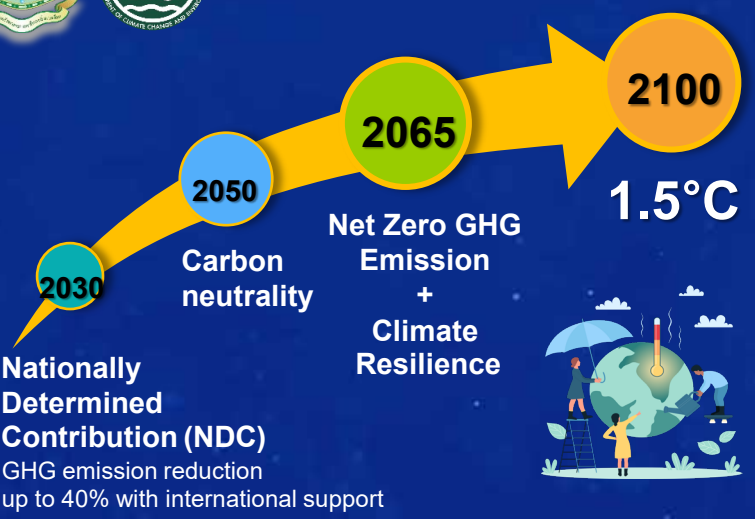 2100
2065
2050
2030
1.5°C
Net Zero GHG
Emission
+
Climate
Resilience
Carbon
neutrality
Nationally
Determined
Contribution (NDC)
GHG emission reduction
up to 40% with international support